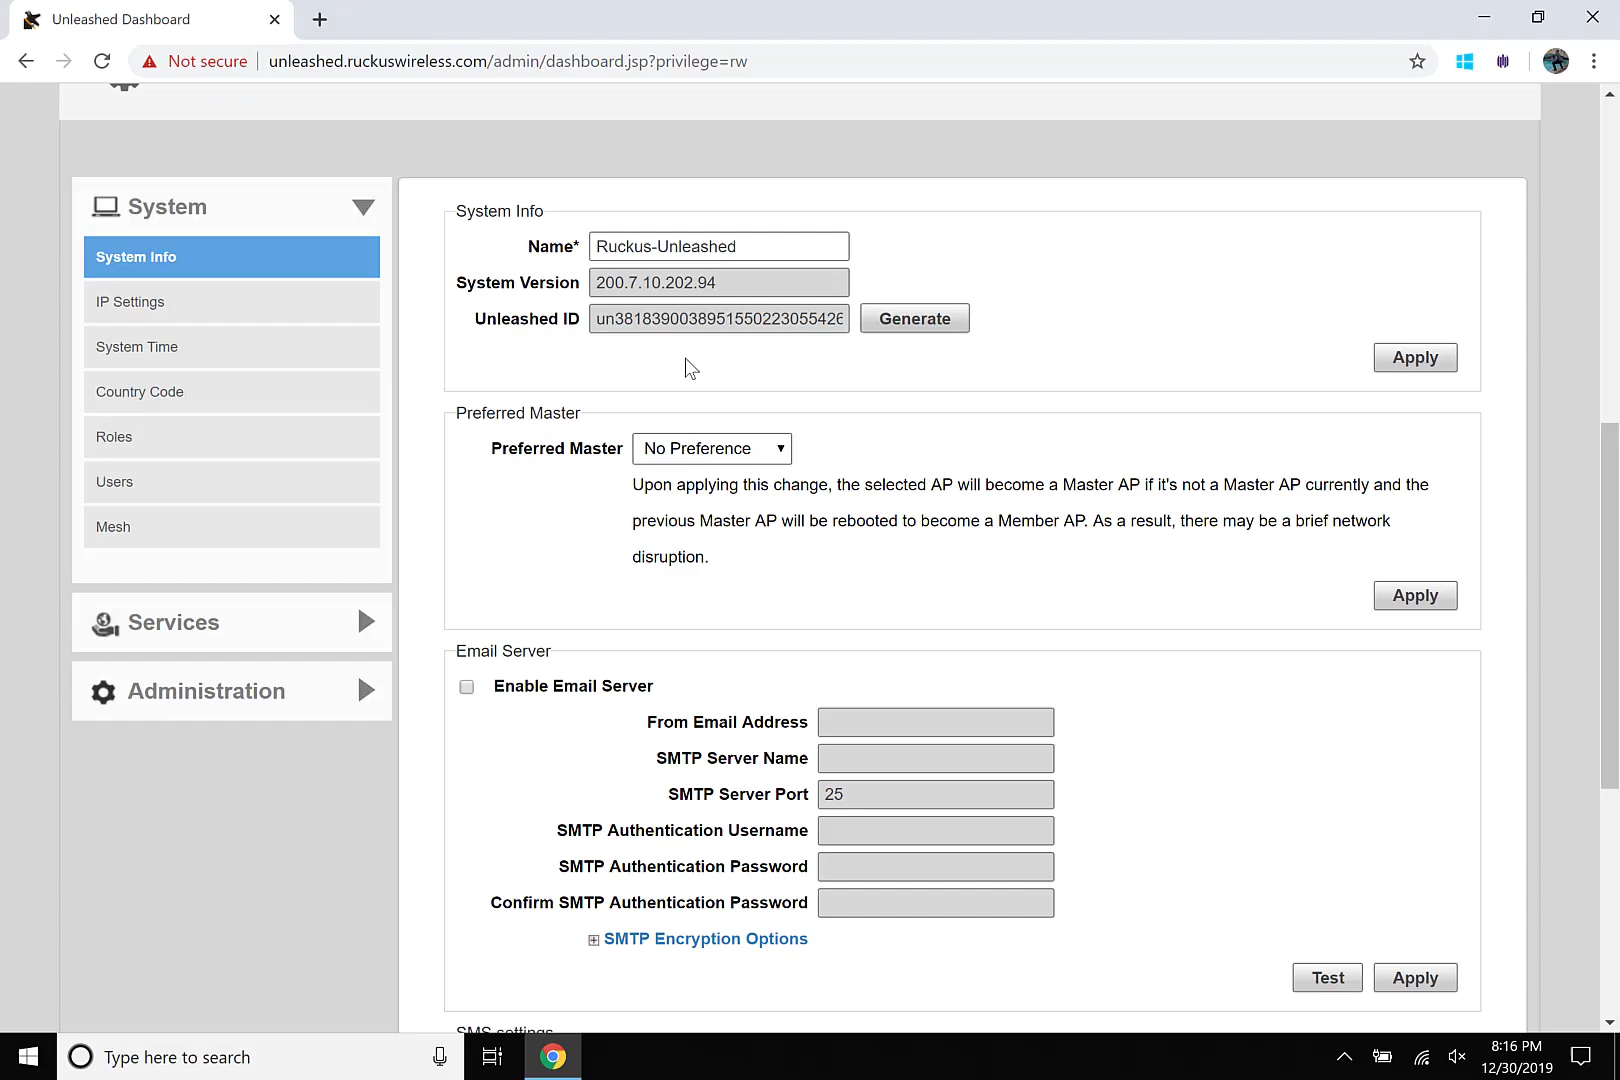 Unleashed Dashboard
Not secure
unleashed.ruckuswireless.com/admin/dashboard.jsp?privilege=rw
System
System Info
IP Settings
System Time
Country Code
Roles
Users
Mesh
Services
Administration
System Info
Name* Ruckus-Unleashed
System Version 200.7.10.202.94
Unleashed ID un3818390038951550223055426 Generate
Apply
Preferred Master
Preferred Master No Preference
Upon applying this change, the selected AP will become a Master AP if it's not a Master AP currently and the
previous Master AP will be rebooted to become a Member AP. As a result, there may be a brief network
disruption.
Apply
Email Server
Enable Email Server
From Email Address
SMTP Server Name
SMTP Server Port 25
SMTP Authentication Username
SMTP Authentication Password
Confirm SMTP Authentication Password
SMTP Encryption Options
Test Apply
SMS settings
Type here to search
8:16 PM
12/30/2019